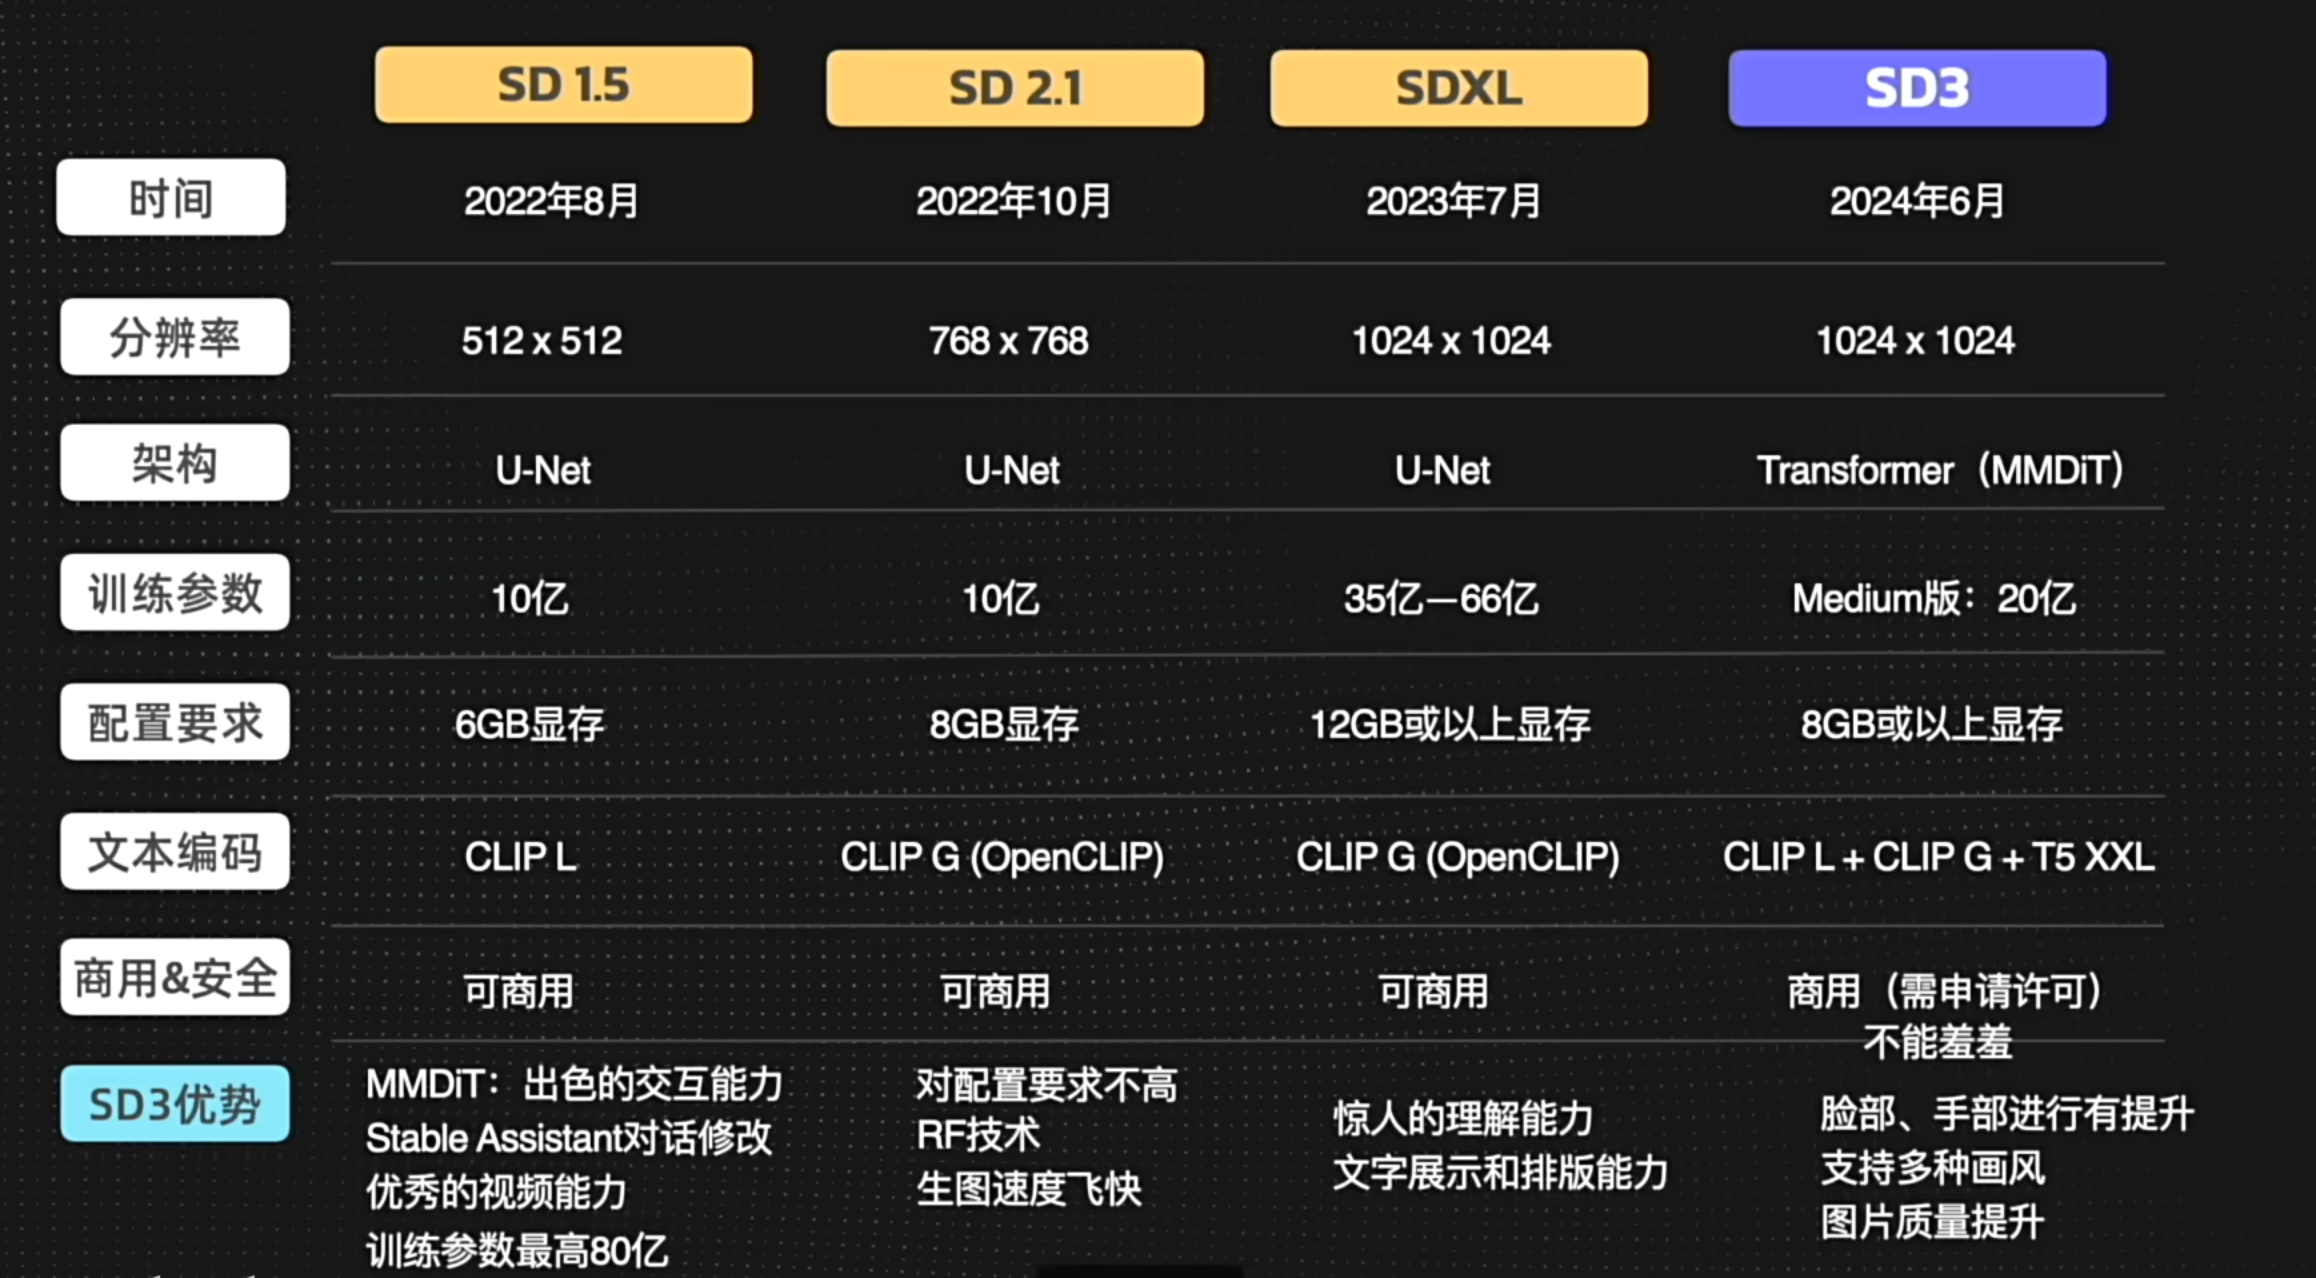 SD 1.5 SD 2.1 SDXL SD3
时间 2022年8月 2022年10月 2023年7月 2024年6月
分辨率 512 x 512 768 x 768 1024 x 1024 1024 x 1024
架构 U-Net U-Net U-Net Transformer（MMDiT）
训练参数 10亿 10亿 35亿—66亿 Medium版：20亿
配置要求 6GB显存 8GB显存 12GB或以上显存 8GB或以上显存
文本编码 CLIP L CLIP G (OpenCLIP) CLIP G (OpenCLIP) CLIP L + CLIP G + T5 XXL
商用&安全 可商用 可商用 可商用 商用（需申请许可）
不能羞羞
SD3优势
MMDiT：出色的交互能力
Stable Assistant对话修改
优秀的视频能力
训练参数最高80亿
对配置要求不高
RF技术
生图速度飞快
惊人的理解能力
文字展示和排版能力
脸部、手部进行有提升
支持多种画风
图片质量提升